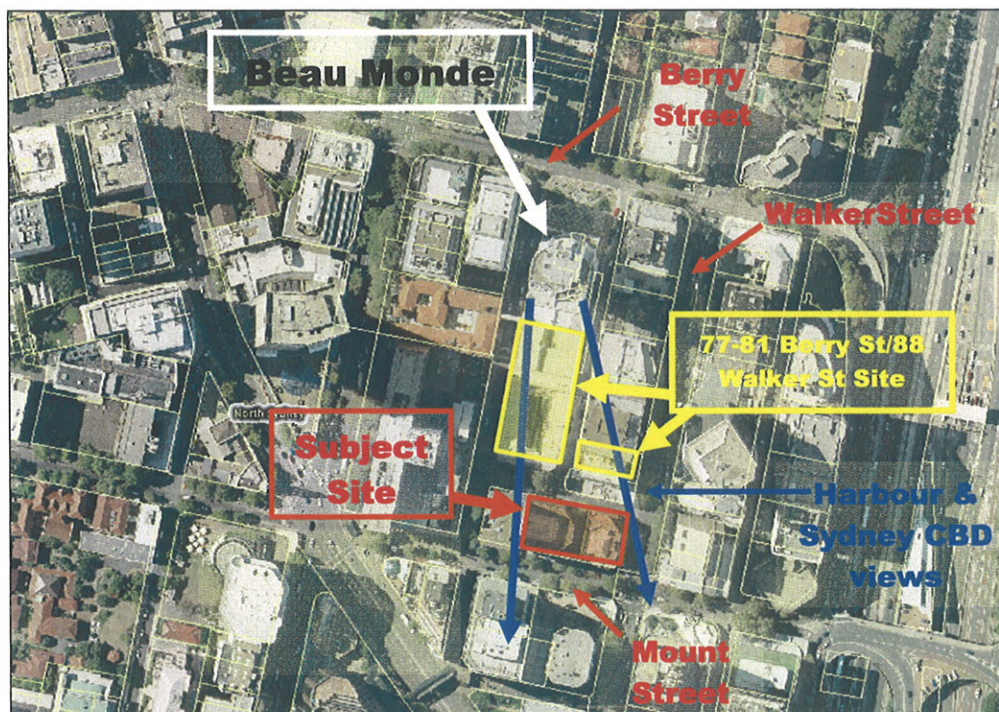 Beau Monde
Berry
Street
WalkerStreet
77-81 Berry St/88
Walker St Site
North Sydney
Subject
Site
Harbour &
Sydney CBD
views
Mount
Street